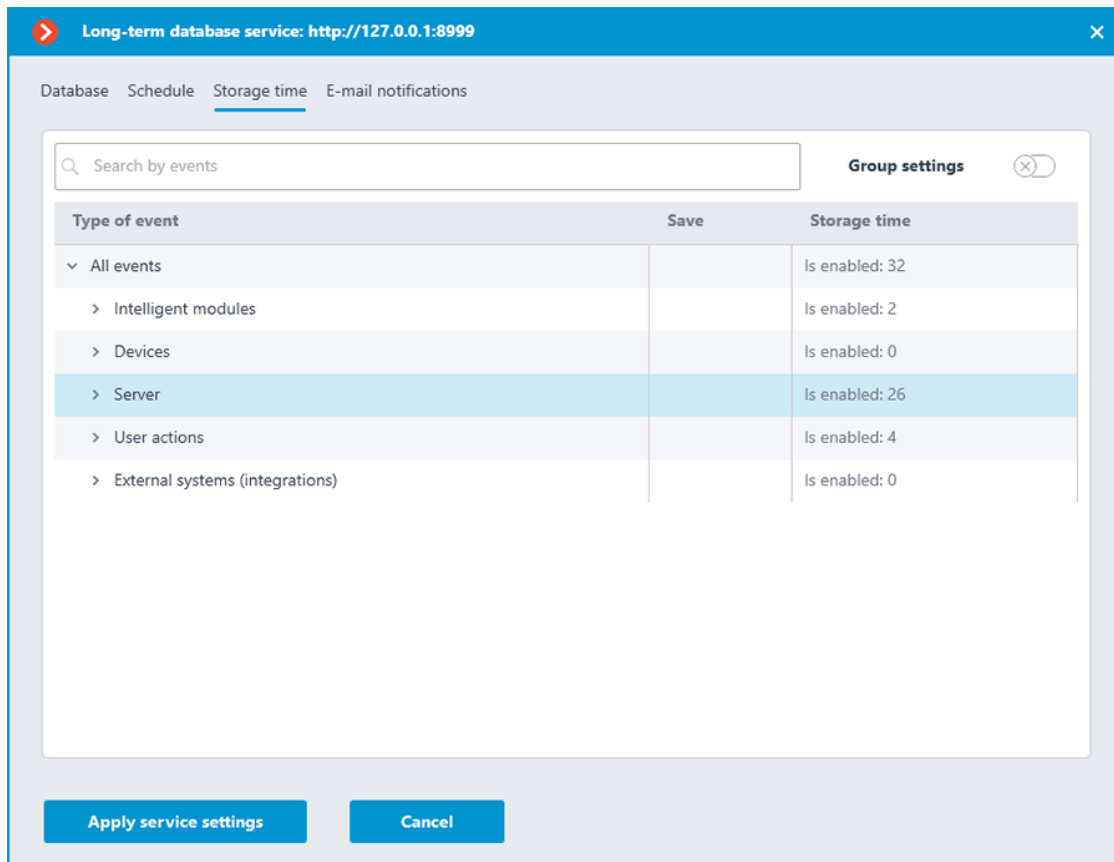 Long-term database service: http://127.0.0.1:8999
Database Schedule Storage time E-mail notifications
Search by events Group settings
Type of event Save Storage time
All events Is enabled: 32
Intelligent modules Is enabled: 2
Devices Is enabled: 0
Server Is enabled: 26
User actions Is enabled: 4
External systems (integrations) Is enabled: 0
Apply service settings Cancel